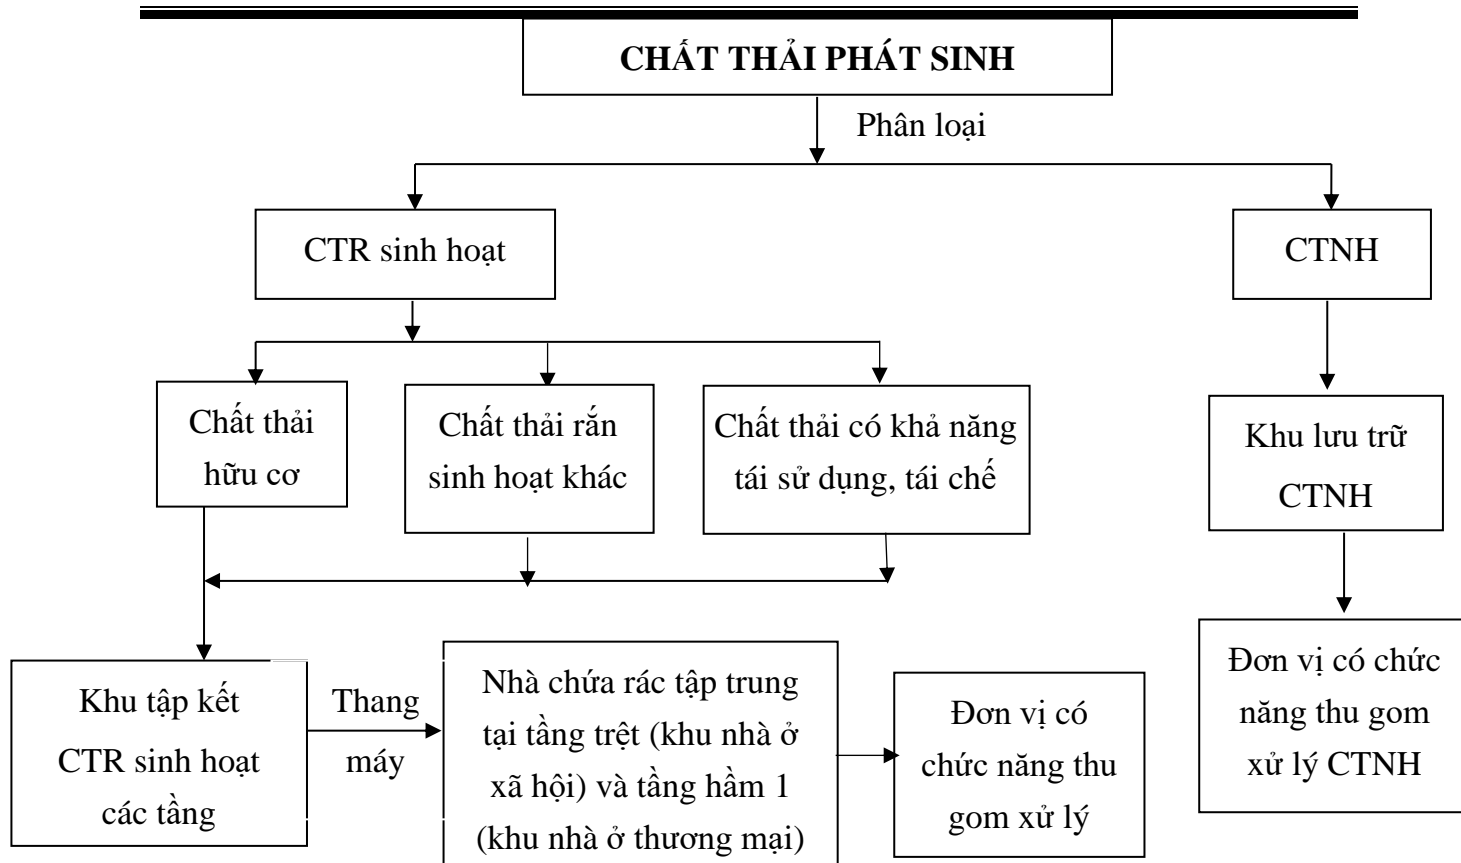 CHẤT THẢI PHÁT SINH
Phân loại
CTR sinh hoạt
CTNH
Chất thải
hữu cơ
Chất thải rắn
sinh hoạt khác
Chất thải có khả năng
tái sử dụng, tái chế
Khu lưu trữ
CTNH
Khu tập kết
CTR sinh hoạt
các tầng
Thang
máy
Nhà chứa rác tập trung
tại tầng trệt (khu nhà ở
xã hội) và tầng hầm 1
(khu nhà ở thương mại)
Đơn vị có
chức năng thu
gom xử lý
Đơn vị có chức
năng thu gom
xử lý CTNH